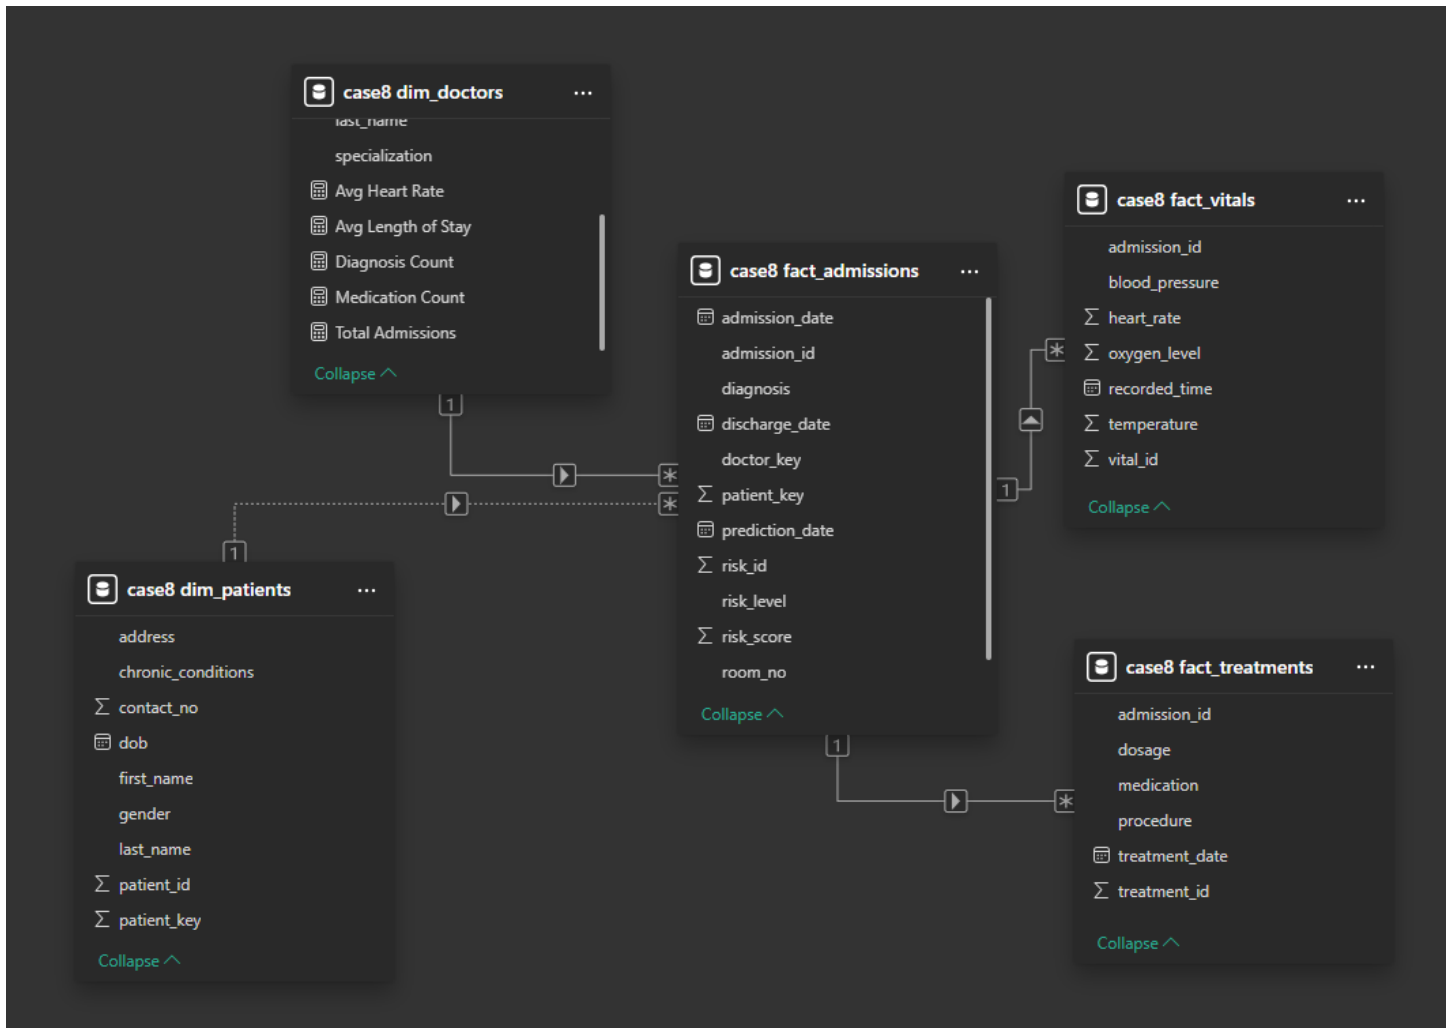 case8 dim_doctors
last_name
specialization
Avg Heart Rate
Avg Length of Stay
Diagnosis Count
Medication Count
Total Admissions
Collapse
1
*
*
1
case8 dim_patients
address
chronic_conditions
contact_no
dob
first_name
gender
last_name
patient_id
patient_key
Collapse
case8 fact_admissions
admission_date
admission_id
diagnosis
discharge_date
doctor_key
patient_key
prediction_date
risk_id
risk_level
risk_score
room_no
Collapse
1
*
1
*
case8 fact_vitals
admission_id
blood_pressure
heart_rate
oxygen_level
recorded_time
temperature
vital_id
Collapse
case8 fact_treatments
admission_id
dosage
medication
procedure
treatment_date
treatment_id
Collapse